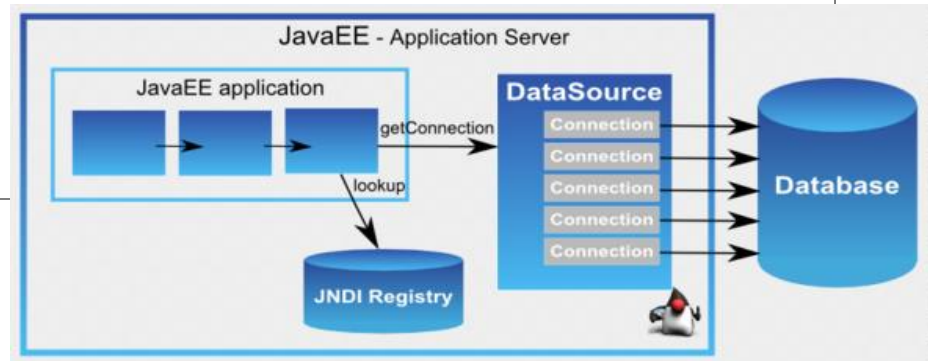 JavaEE - Application Server
JavaEE application
getConnection
lookup
JNDI Registry
DataSource
Connection
Connection
Connection
Connection
Connection
Database